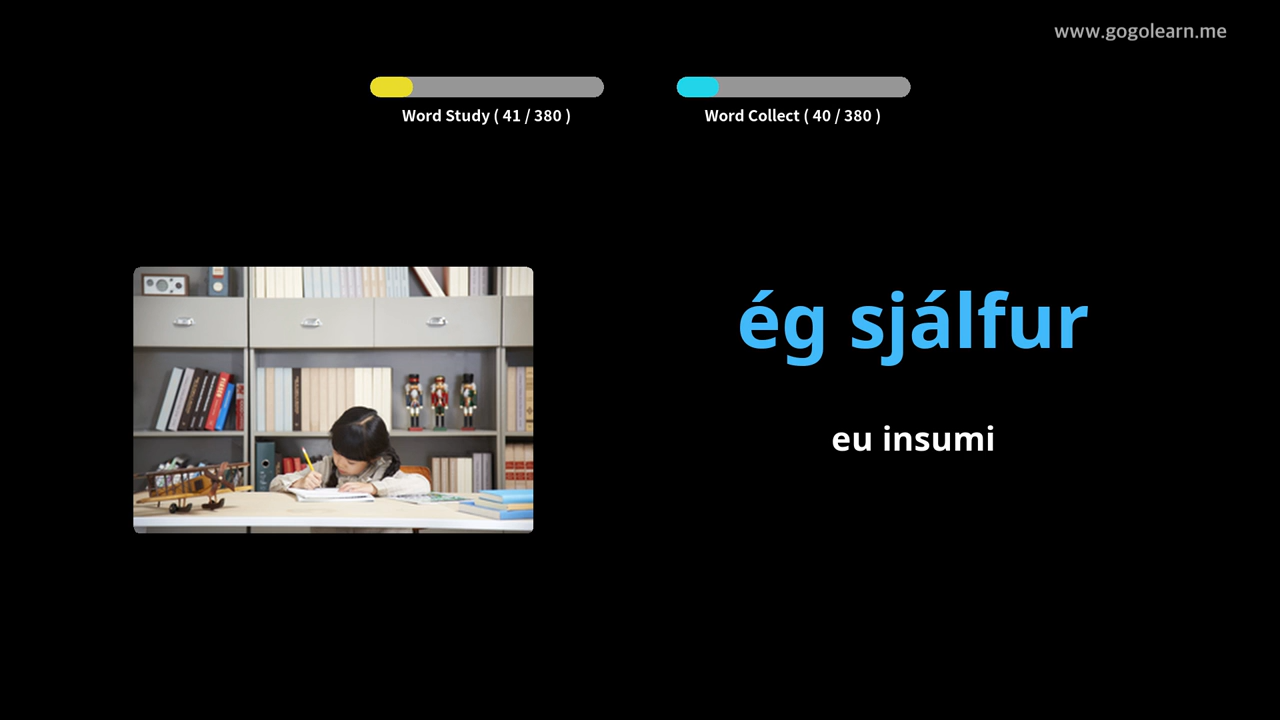 www.gogolearn.me
Word Study ( 41 / 380 )
Word Collect ( 40 / 380 )
ég sjálfur
eu insumi